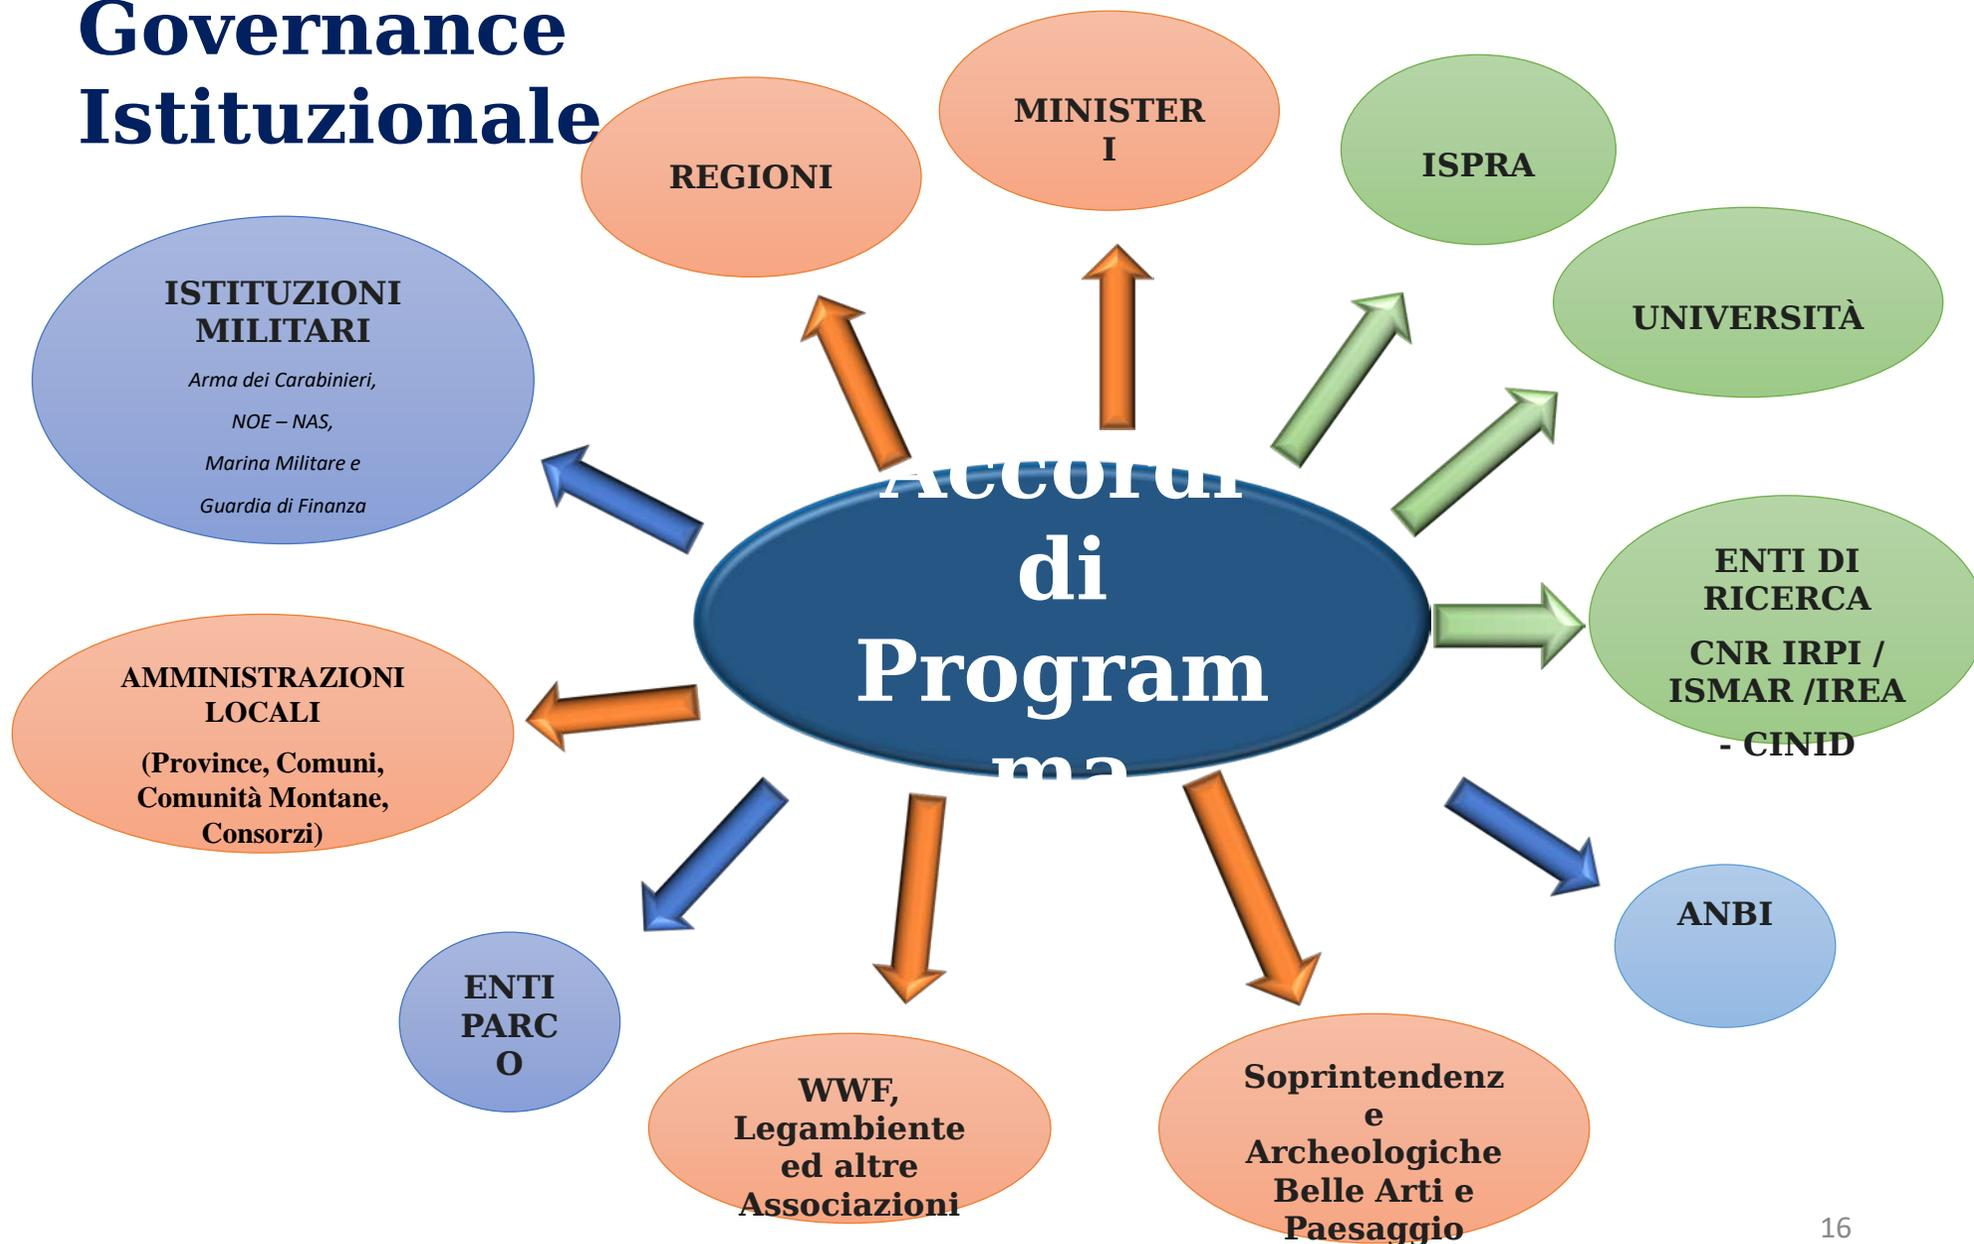 Governance
Istituzionale
REGIONI
MINISTER
I
ISPRA
UNIVERSITÀ
ISTITUZIONI
MILITARI
Arma dei Carabinieri,
NOE – NAS,
Marina Militare e
Guardia di Finanza
Accordi
di
Program
ma
ENTI DI
RICERCA
CNR IRPI /
ISMAR /IREA
- CINID
AMMINISTRAZIONI
LOCALI
(Province, Comuni,
Comunità Montane,
Consorzi)
ANBI
ENTI
PARC
O
WWF,
Legambiente
ed altre
Associazioni
Soprintendenz
e
Archeologiche
Belle Arti e
Paesaggio
16